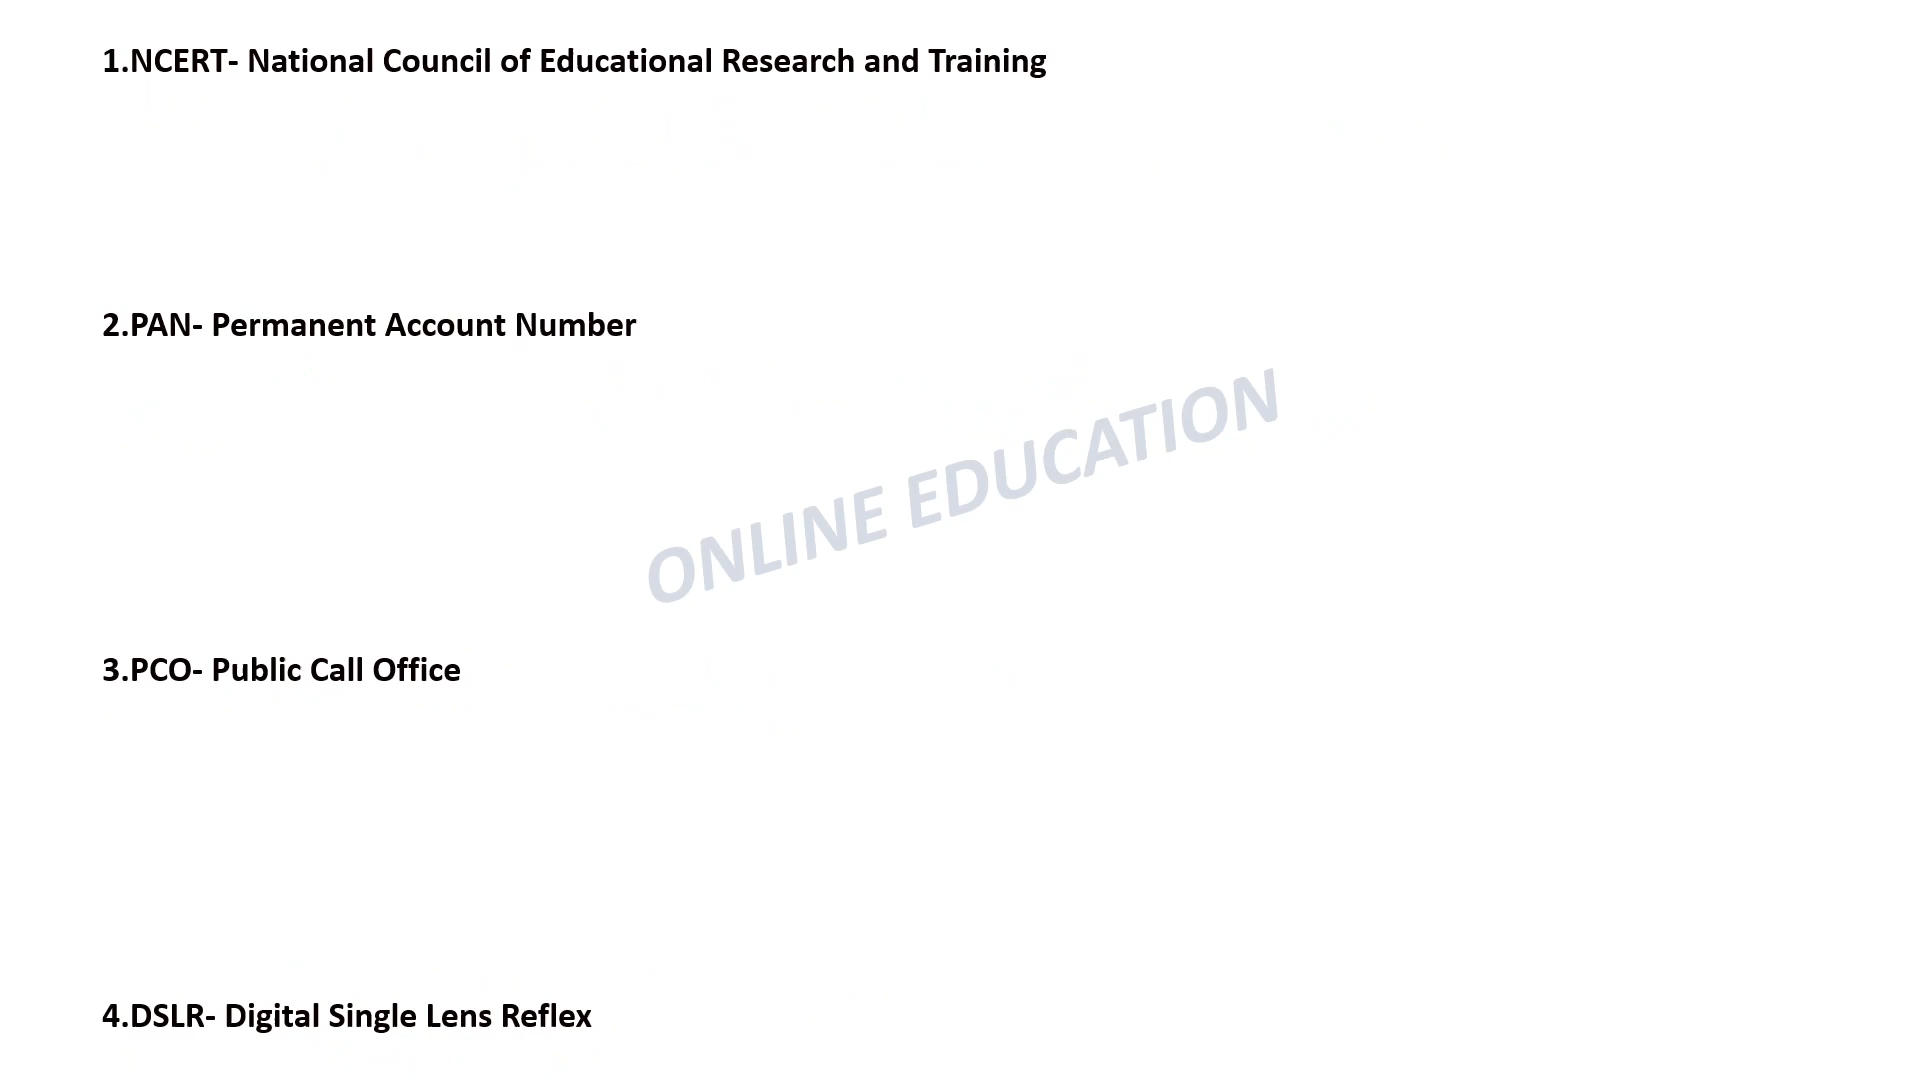 1.NCERT- National Council of Educational Research and Training
2.PAN- Permanent Account Number
ONLINE EDUCATION
3.PCO- Public Call Office
4.DSLR- Digital Single Lens Reflex